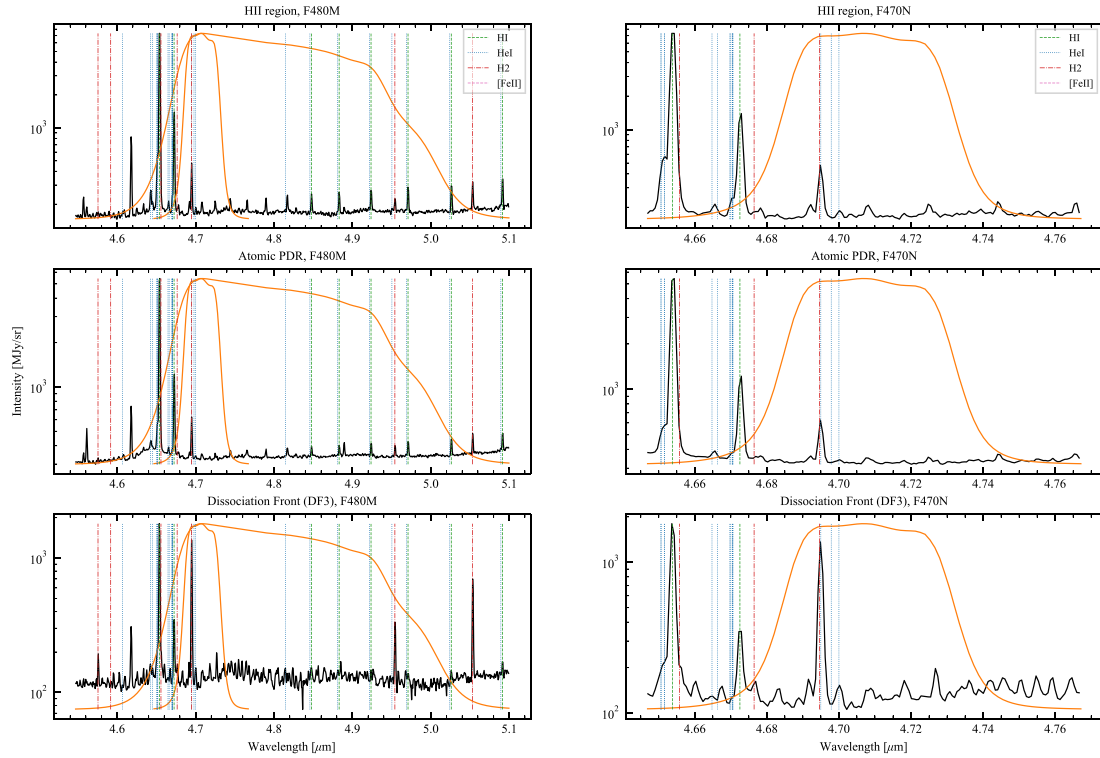 HII region, F480M
HI
HeI
H2
[FeII]
10³
4.6 4.7 4.8 4.9 5.0 5.1
HII region, F470N
HI
HeI
H2
[FeII]
10³
4.66 4.68 4.70 4.72 4.74 4.76
Atomic PDR, F480M
Intensity [MJy/sr]
10³
4.6 4.7 4.8 4.9 5.0 5.1
Atomic PDR, F470N
10³
4.66 4.68 4.70 4.72 4.74 4.76
Dissociation Front (DF3), F480M
10³
10²
4.6 4.7 4.8 4.9 5.0 5.1
Wavelength [μm]
Dissociation Front (DF3), F470N
10³
10²
4.66 4.68 4.70 4.72 4.74 4.76
Wavelength [μm]